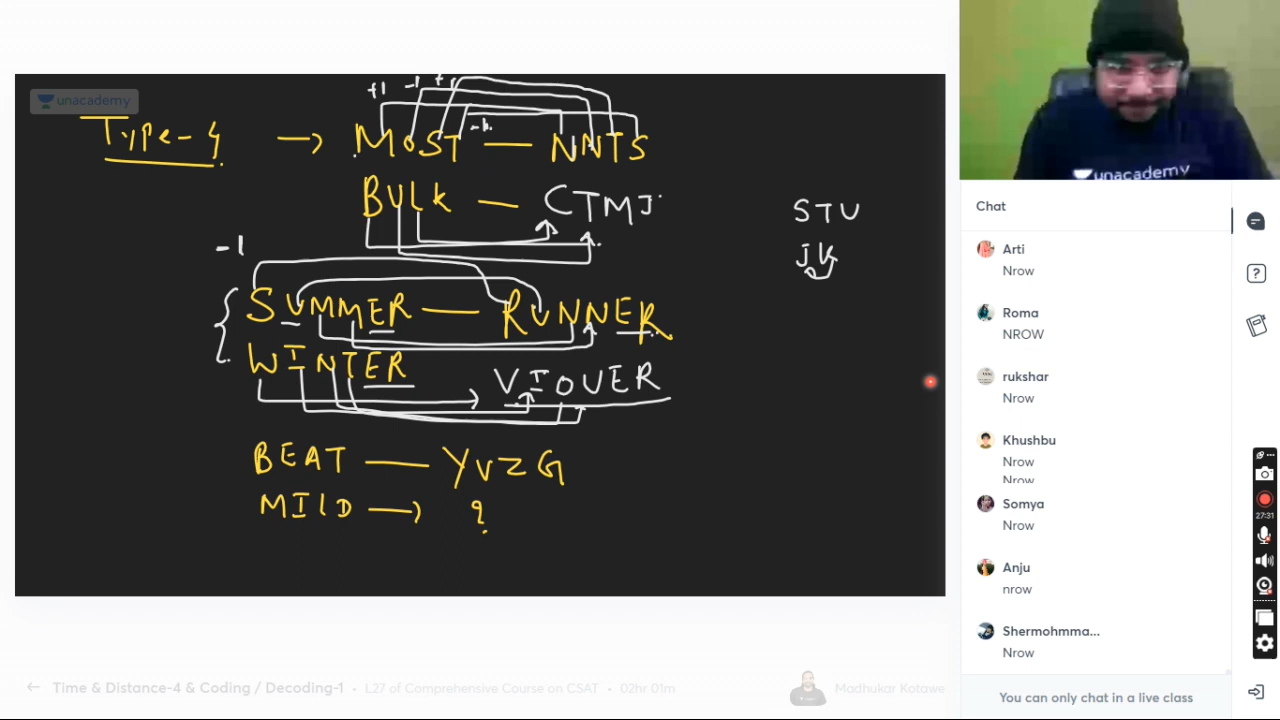 unacademy
Type-4 → MOST — NNTS
+1 -1 +1
BULK — CTMJ
STU
JK
-1
SUMMER — RUNNER
WINTER
VIOUER
BEAT — YVZG
MILD → ?
unacademy
Chat
Arti
Nrow
Roma
NROW
rukshar
Nrow
Khushbu
Nrow
Nrow
Somya
Nrow
Anju
nrow
Shermohmma...
Nrow
27:31
You can only chat in a live class
← Time & Distance-4 & Coding / Decoding-1 • L27 of Comprehensive Course on CSAT • 02hr 01m
Madhukar Kotawe